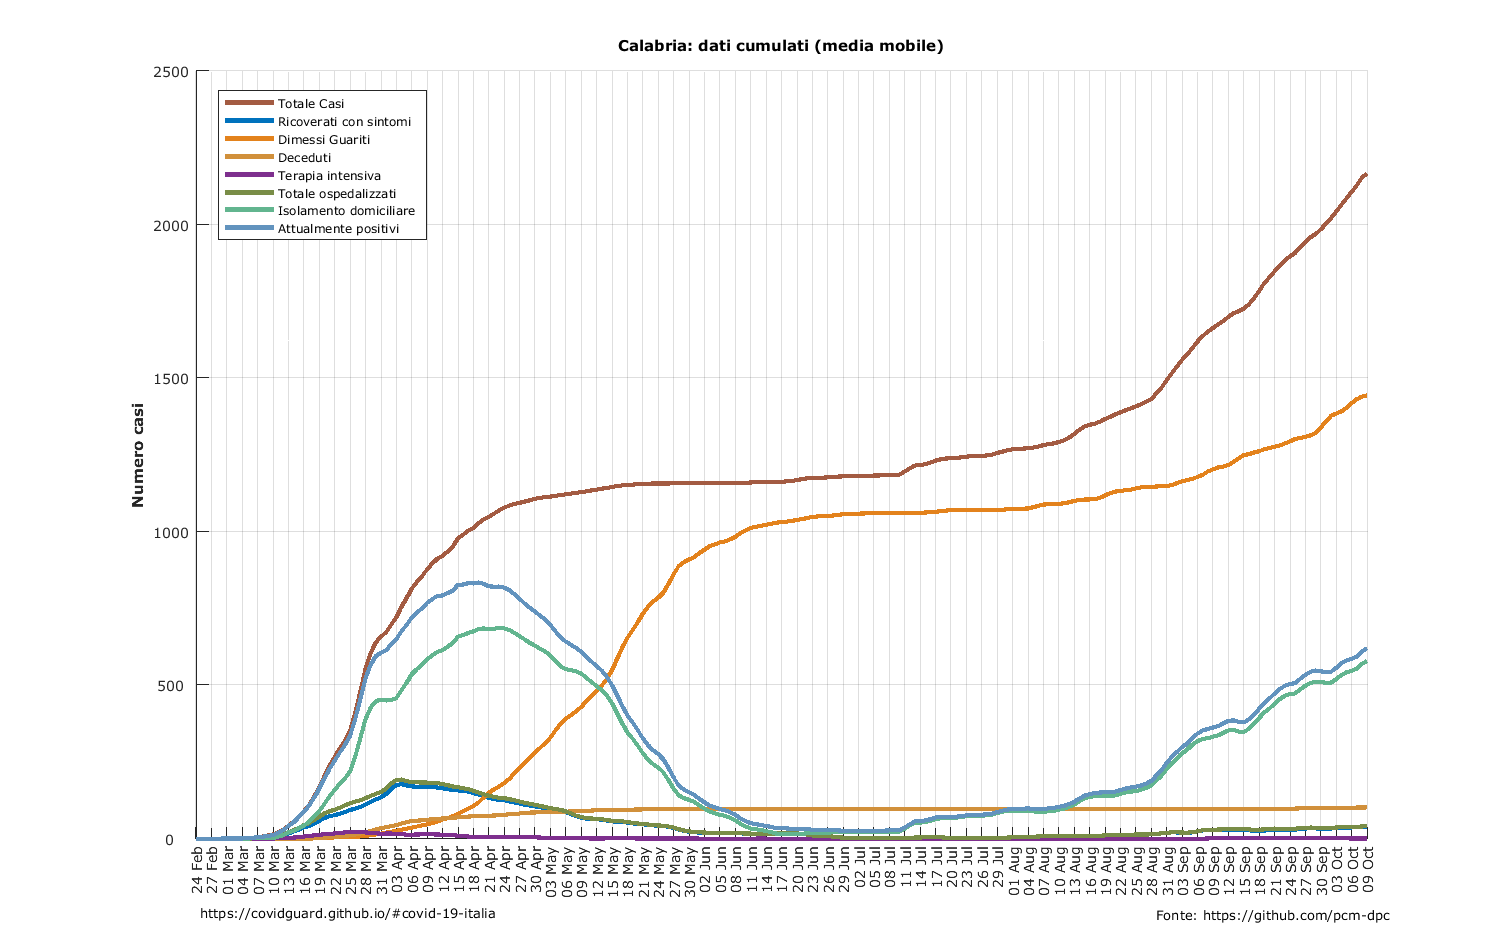 Calabria: dati cumulati (media mobile)
2500
2000
1500
1000
500
0
Numero casi
Totale Casi
Ricoverati con sintomi
Dimessi Guariti
Deceduti
Terapia intensiva
Totale ospedalizzati
Isolamento domiciliare
Attualmente positivi
24 Feb
27 Feb
01 Mar
04 Mar
07 Mar
10 Mar
13 Mar
16 Mar
19 Mar
22 Mar
25 Mar
28 Mar
31 Mar
03 Apr
06 Apr
09 Apr
12 Apr
15 Apr
18 Apr
21 Apr
24 Apr
27 Apr
30 Apr
03 May
06 May
09 May
12 May
15 May
18 May
21 May
24 May
27 May
30 May
02 Jun
05 Jun
08 Jun
11 Jun
14 Jun
17 Jun
20 Jun
23 Jun
26 Jun
29 Jun
02 Jul
05 Jul
08 Jul
11 Jul
14 Jul
17 Jul
20 Jul
23 Jul
26 Jul
29 Jul
01 Aug
04 Aug
07 Aug
10 Aug
13 Aug
16 Aug
19 Aug
22 Aug
25 Aug
28 Aug
31 Aug
03 Sep
06 Sep
09 Sep
12 Sep
15 Sep
18 Sep
21 Sep
24 Sep
27 Sep
30 Sep
03 Oct
06 Oct
09 Oct
https://covidguard.github.io/#covid-19-italia
Fonte: https://github.com/pcm-dpc